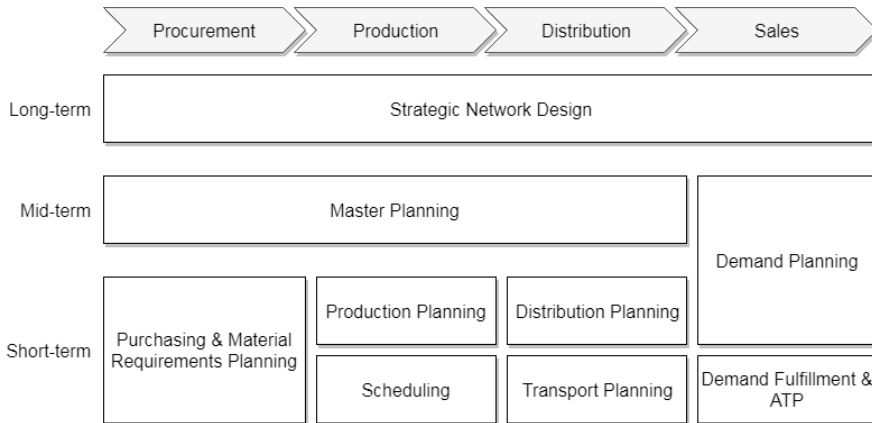 Procurement
Production
Distribution
Sales
Long-term
Strategic Network Design
Mid-term
Master Planning
Demand Planning
Short-term
Purchasing & Material
Requirements Planning
Production Planning
Distribution Planning
Scheduling
Transport Planning
Demand Fulfillment &
ATP